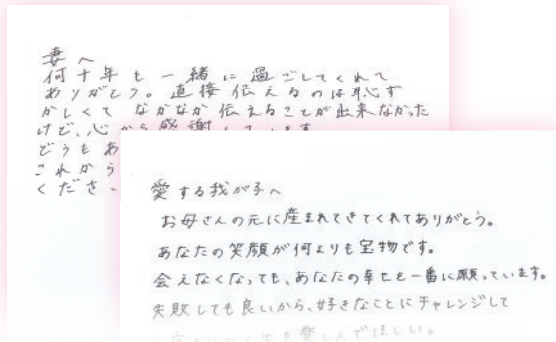 妻へ
何十年も一緒に過ごしてくれて
ありがとう。直接伝えるのは恥ず
かしくて なかなか伝えることが出来なかった
けど、心から感謝しています
どうもあ
これから
くださ
愛する我が子へ
お母さんの元に産まれてきてくれてありがとう。
あなたの笑顔が何よりも宝物です。
会えなくなっても、あなたの幸せを一番に願っています。
失敗しても良いから、好きなことにチャレンジして
楽しんでほしい。